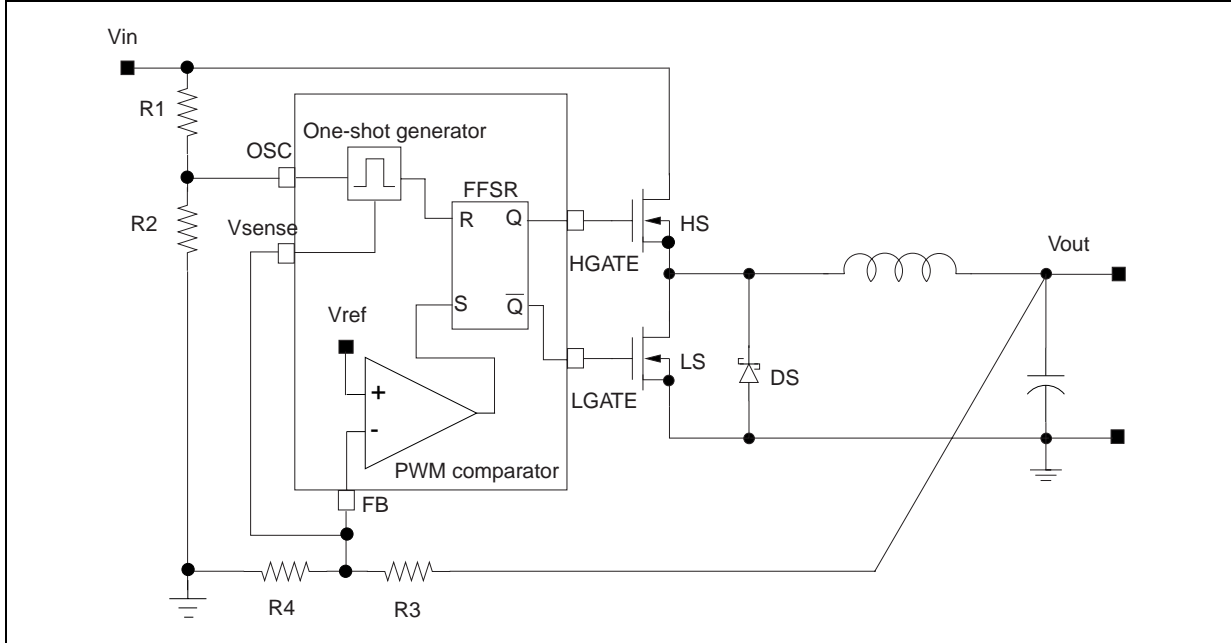 Vin
R1
One-shot generator
OSC
FFSR
R
Q
HS
R2
Vsense
HGATE
Vout
S
Q̅
Vref
LS
DS
+
LGATE
-
PWM comparator
FB
R4
R3